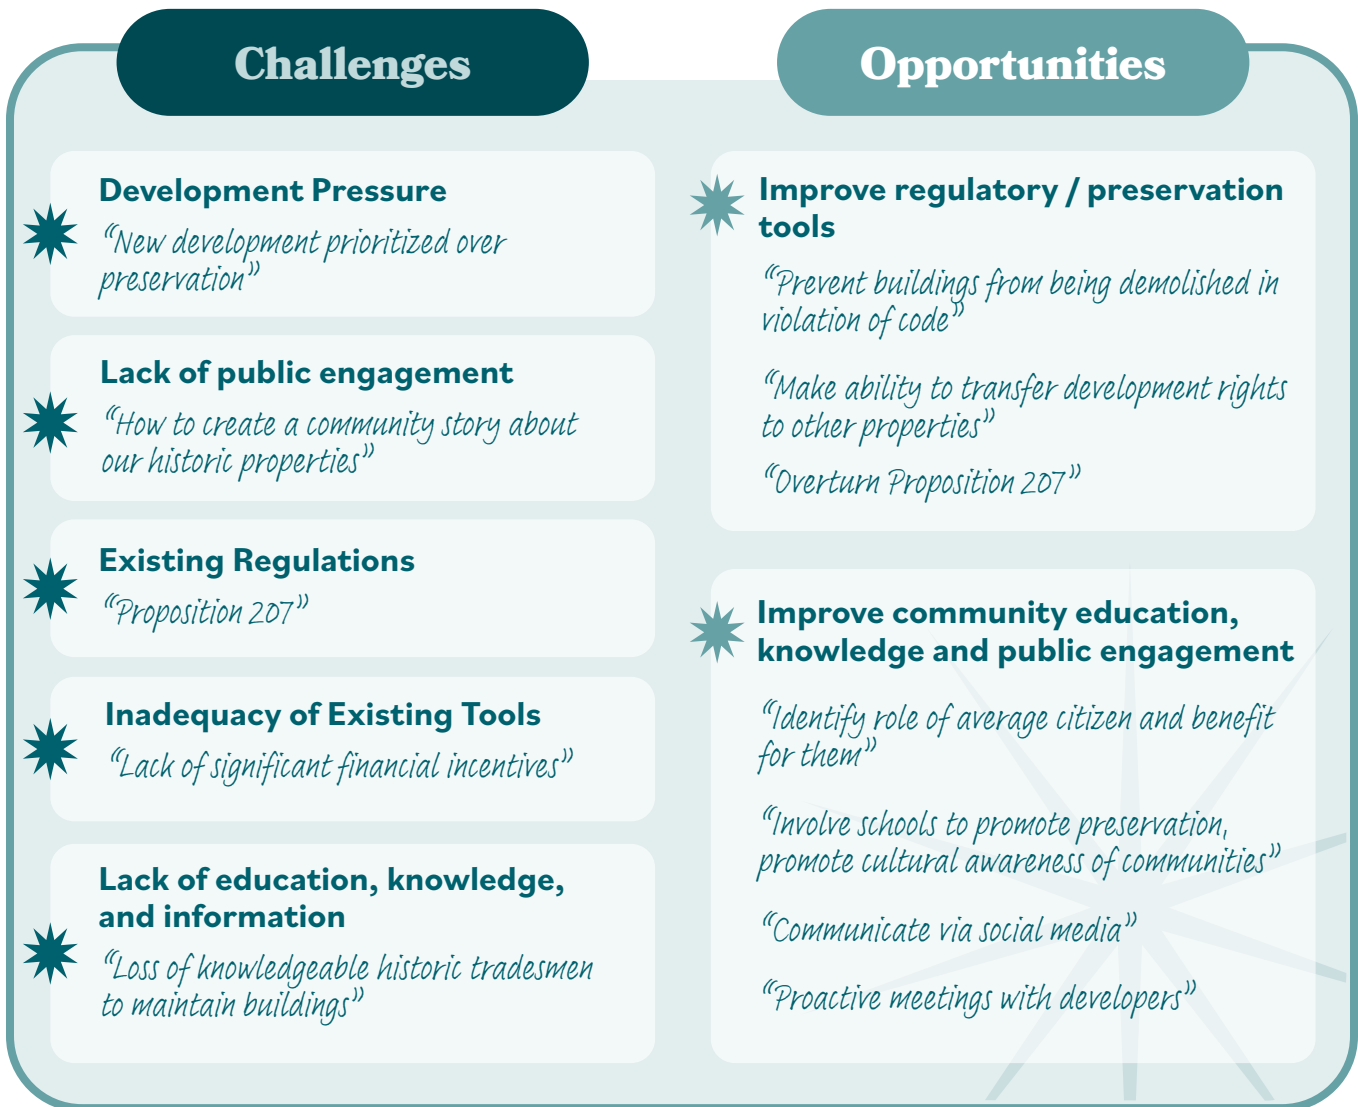 Challenges
Development Pressure
“New development prioritized over
preservation”
Lack of public engagement
“How to create a community story about
our historic properties”
Existing Regulations
“Proposition 207”
Inadequacy of Existing Tools
“Lack of significant financial incentives”
Lack of education, knowledge,
and information
“Loss of knowledgeable historic tradesmen
to maintain buildings”
Opportunities
Improve regulatory / preservation
tools
“Prevent buildings from being demolished in
violation of code”
“Make ability to transfer development rights
to other properties”
“Overturn Proposition 207”
Improve community education,
knowledge and public engagement
“Identify role of average citizen and benefit
for them”
“Involve schools to promote preservation,
promote cultural awareness of communities”
“Communicate via social media”
“Proactive meetings with developers”